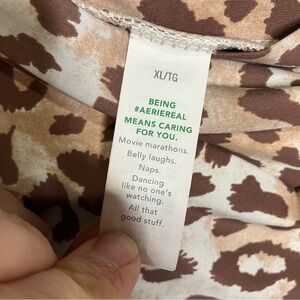 XL/TG
BEING
#AERIEREAL
MEANS CARING
FOR YOU.
Movie marathons.
Belly laughs.
Naps.
Dancing
like no one's
watching.
All that
good stuff.